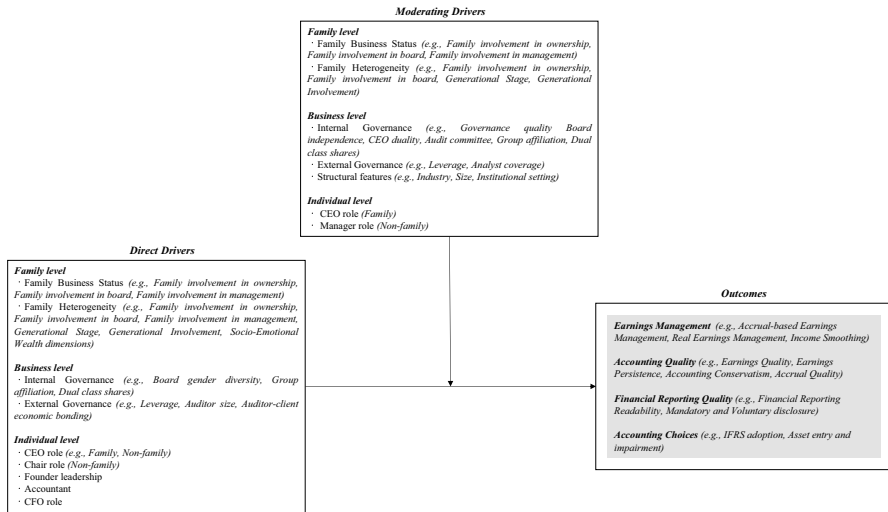 Moderating Drivers
Family level
· Family Business Status (e.g., Family involvement in ownership,
Family involvement in board, Family involvement in management)
· Family Heterogeneity (e.g., Family involvement in ownership,
Family involvement in board, Generational Stage, Generational
Involvement)
Business level
· Internal Governance (e.g., Governance quality Board
independence, CEO duality, Audit committee, Group affiliation, Dual
class shares)
· External Governance (e.g., Leverage, Analyst coverage)
· Structural features (e.g., Industry, Size, Institutional setting)
Individual level
· CEO role (Family)
· Manager role (Non-family)
Direct Drivers
Family level
· Family Business Status (e.g., Family involvement in ownership,
Family involvement in board, Family involvement in management)
· Family Heterogeneity (e.g., Family involvement in ownership,
Family involvement in board, Family involvement in management,
Generational Stage, Generational Involvement, Socio-Emotional
Wealth dimensions)
Business level
· Internal Governance (e.g., Board gender diversity, Group
affiliation, Dual class shares)
· External Governance (e.g., Leverage, Auditor size, Auditor-client
economic bonding)
Individual level
· CEO role (e.g., Family, Non-family)
· Chair role (Non-family)
· Founder leadership
· Accountant
· CFO role
Outcomes
Earnings Management (e.g., Accrual-based Earnings
Management, Real Earnings Management, Income Smoothing)
Accounting Quality (e.g., Earnings Quality, Earnings
Persistence, Accounting Conservatism, Accrual Quality)
Financial Reporting Quality (e.g., Financial Reporting
Readability, Mandatory and Voluntary disclosure)
Accounting Choices (e.g., IFRS adoption, Asset entry and
impairment)